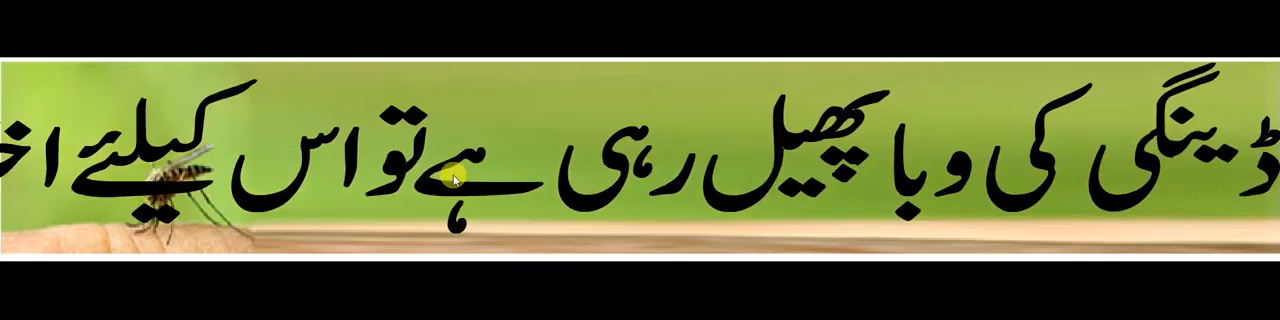 ڈینگی کی وبا پھیل رہی ہے تو اس کیلئے